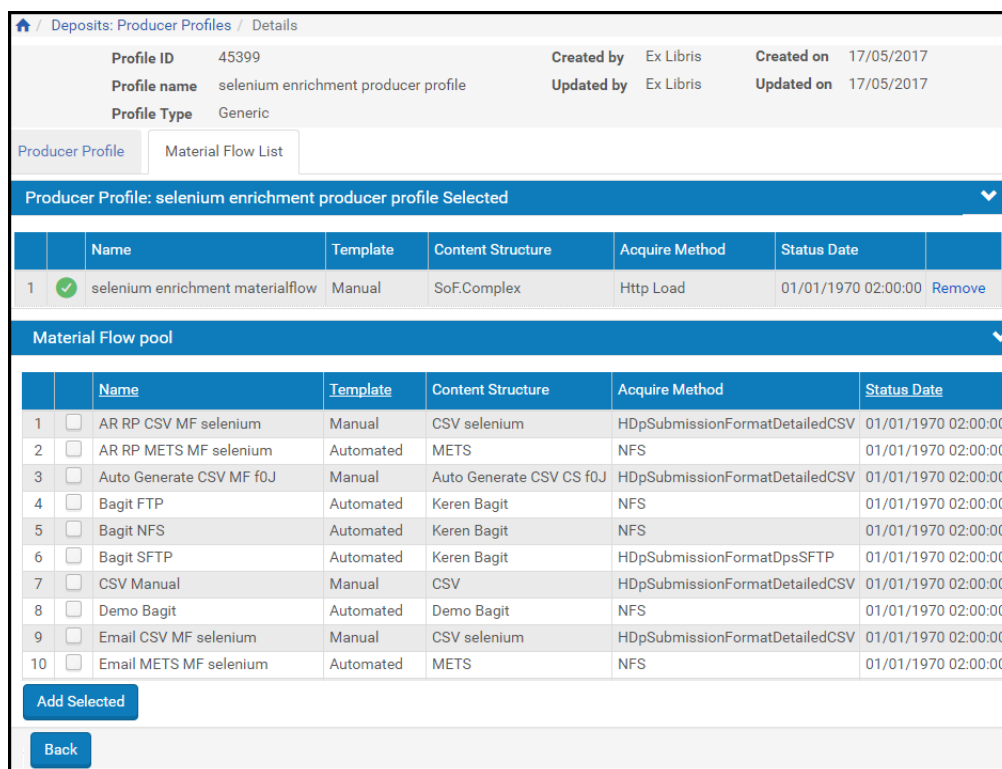 / Deposits: Producer Profiles / Details
Profile ID 45399 Created by Ex Libris Created on 17/05/2017
Profile name selenium enrichment producer profile Updated by Ex Libris Updated on 17/05/2017
Profile Type Generic
Producer Profile Material Flow List
Producer Profile: selenium enrichment producer profile Selected
Name Template Content Structure Acquire Method Status Date
1 selenium enrichment materialflow Manual SoF.Complex Http Load 01/01/1970 02:00:00 Remove
Material Flow pool
Name Template Content Structure Acquire Method Status Date
1 AR RP CSV MF selenium Manual CSV selenium HDpSubmissionFormatDetailedCSV 01/01/1970 02:00:00
2 AR RP METS MF selenium Automated METS NFS 01/01/1970 02:00:00
3 Auto Generate CSV MF f0J Manual Auto Generate CSV CS f0J HDpSubmissionFormatDetailedCSV 01/01/1970 02:00:00
4 Bagit FTP Automated Keren Bagit NFS 01/01/1970 02:00:00
5 Bagit NFS Automated Keren Bagit NFS 01/01/1970 02:00:00
6 Bagit SFTP Automated Keren Bagit HDpSubmissionFormatDpsSFTP 01/01/1970 02:00:00
7 CSV Manual Manual CSV HDpSubmissionFormatDetailedCSV 01/01/1970 02:00:00
8 Demo Bagit Automated Demo Bagit NFS 01/01/1970 02:00:00
9 Email CSV MF selenium Manual CSV selenium HDpSubmissionFormatDetailedCSV 01/01/1970 02:00:00
10 Email METS MF selenium Automated METS NFS 01/01/1970 02:00:00
Add Selected
Back